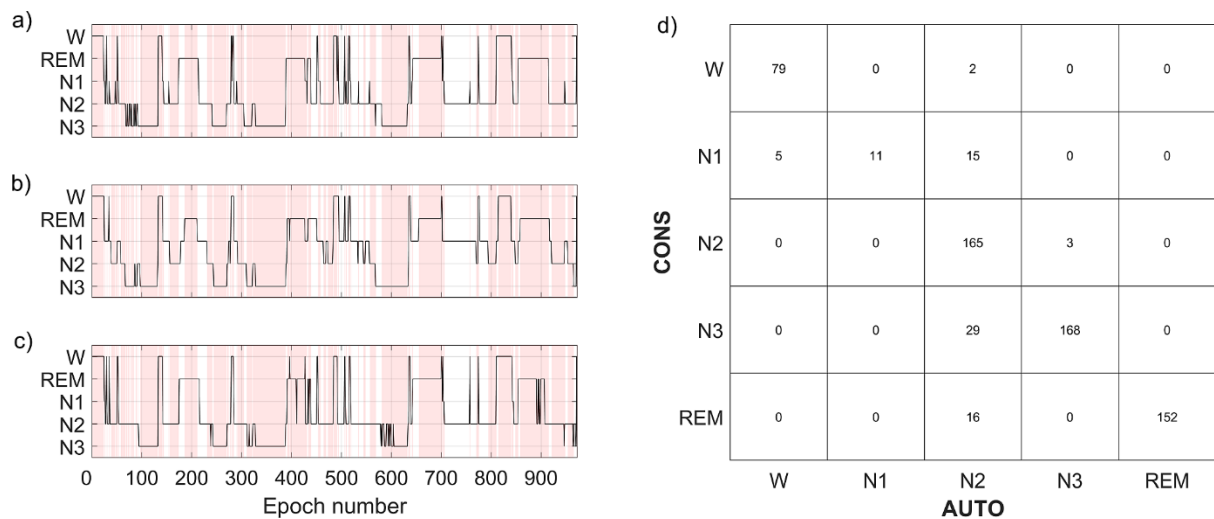 a)
W
REM
N1
N2
N3
b)
W
REM
N1
N2
N3
c)
W
REM
N1
N2
N3
0 100 200 300 400 500 600 700 800 900
Epoch number
d)
W 79 0 2 0 0
N1 5 11 15 0 0
N2 0 0 165 3 0
CONS
N3 0 0 29 168 0
REM 0 0 16 0 152
W N1 N2 N3 REM
AUTO